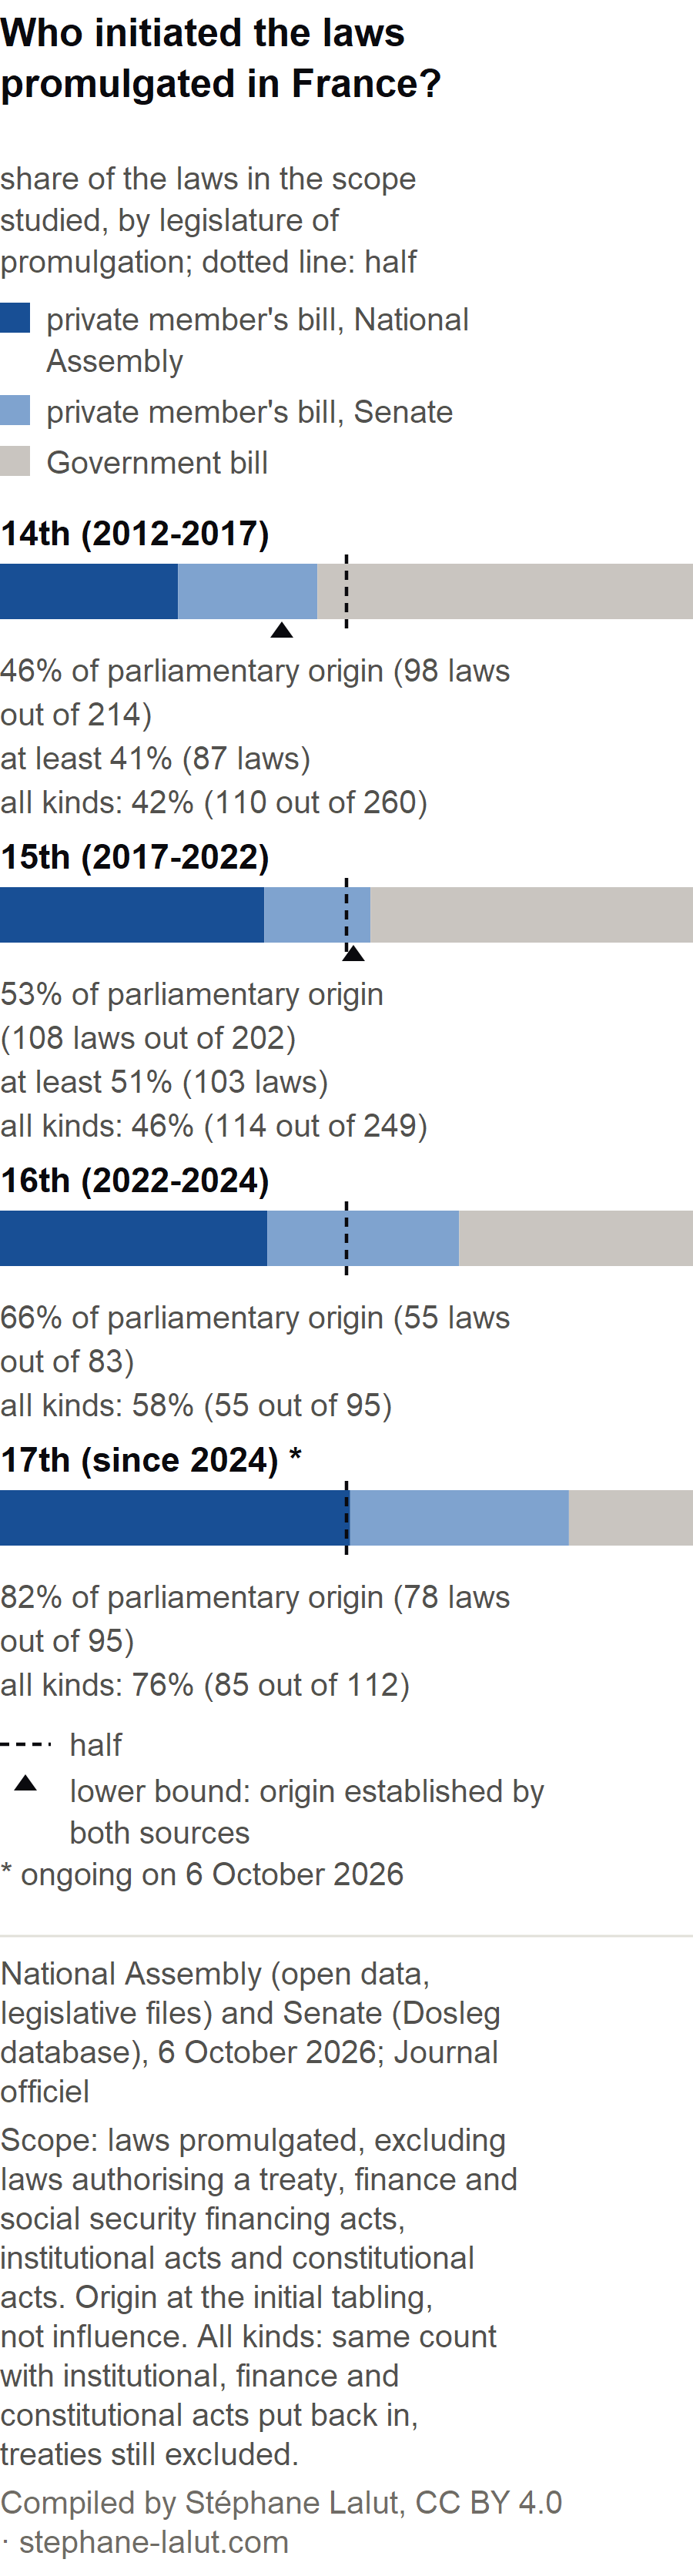 Who initiated the laws
promulgated in France?
share of the laws in the scope
studied, by legislature of
promulgation; dotted line: half
private member's bill, National
Assembly
private member's bill, Senate
Government bill
14th (2012-2017)
46% of parliamentary origin (98 laws
out of 214)
at least 41% (87 laws)
all kinds: 42% (110 out of 260)
15th (2017-2022)
53% of parliamentary origin
(108 laws out of 202)
at least 51% (103 laws)
all kinds: 46% (114 out of 249)
16th (2022-2024)
66% of parliamentary origin (55 laws
out of 83)
all kinds: 58% (55 out of 95)
17th (since 2024) *
82% of parliamentary origin (78 laws
out of 95)
all kinds: 76% (85 out of 112)
half
lower bound: origin established by
both sources
* ongoing on 6 October 2026
National Assembly (open data,
legislative files) and Senate (Dosleg
database), 6 October 2026; Journal
officiel
Scope: laws promulgated, excluding
laws authorising a treaty, finance and
social security financing acts,
institutional acts and constitutional
acts. Origin at the initial tabling,
not influence. All kinds: same count
with institutional, finance and
constitutional acts put back in,
treaties still excluded.
Compiled by Stéphane Lalut, CC BY 4.0
· stephane-lalut.com